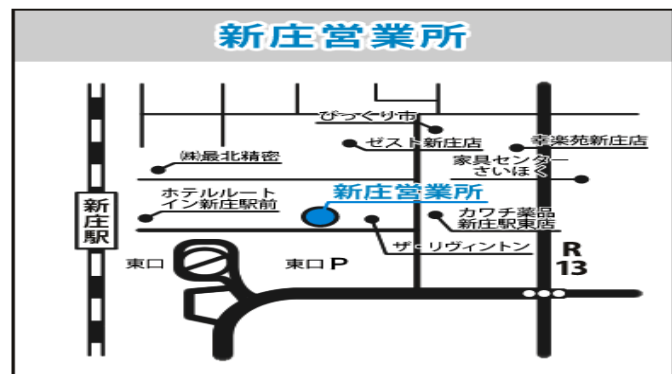 新庄営業所
びっくり市
ゼスト新庄店
幸楽苑新庄店
㈱最北精密
家具センター
さいほく
新庄駅
ホテルルート
イン新庄駅前
新庄営業所
カワチ薬品
新庄駅東店
ザ・リヴィントン
東口
東口 P
R
13